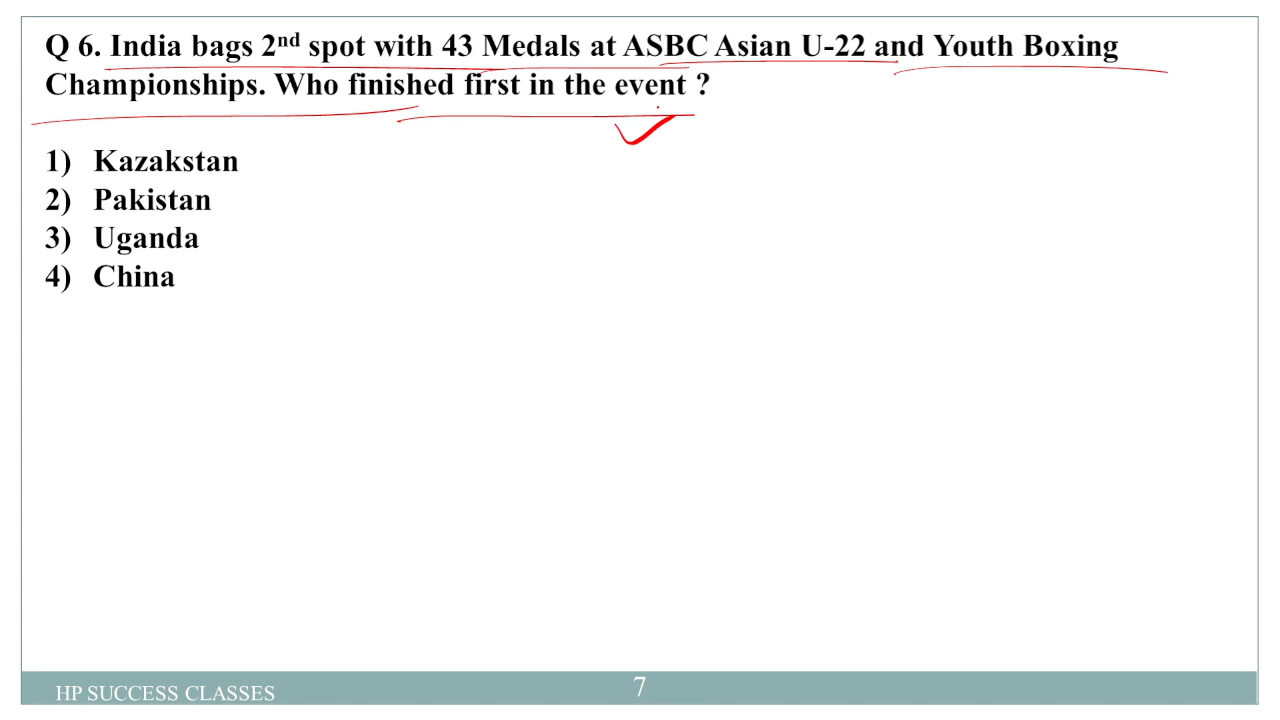 Q 6. India bags 2nd spot with 43 Medals at ASBC Asian U-22 and Youth Boxing
Championships. Who finished first in the event ?
1) Kazakstan
2) Pakistan
3) Uganda
4) China
HP SUCCESS CLASSES
7